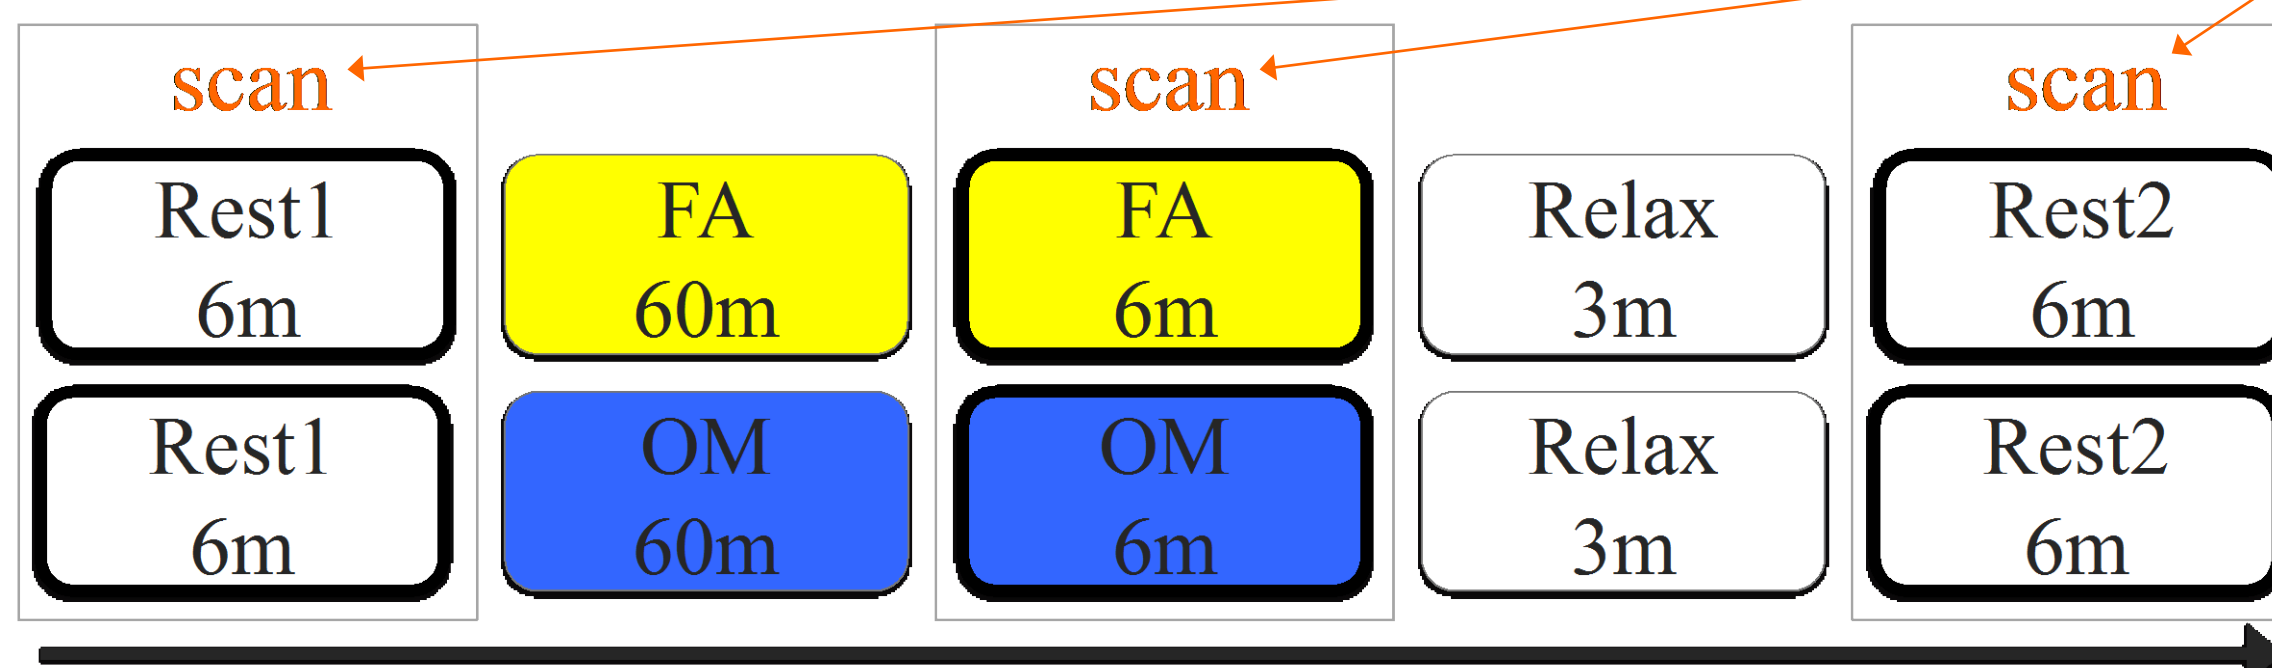 scan
scan
scan
Rest1
6m
FA
60m
FA
6m
Relax
3m
Rest2
6m
Rest1
6m
OM
60m
OM
6m
Relax
3m
Rest2
6m